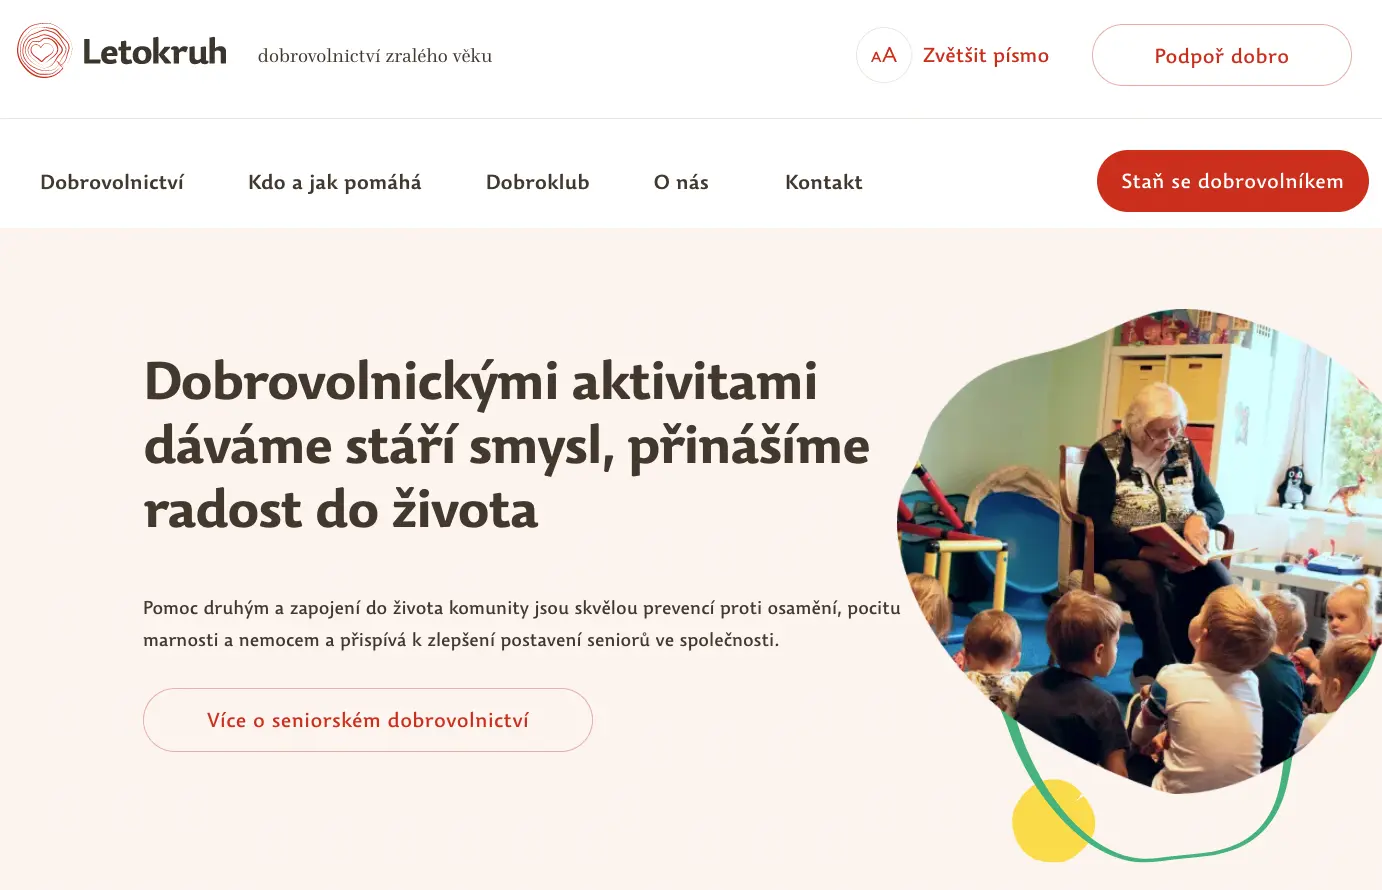 Letokruh
dobrovolnictví zralého věku
AA Zvětšit písmo
Podpoř dobro
Dobrovolnictví
Kdo a jak pomáhá
Dobroklub
O nás
Kontakt
Staň se dobrovolníkem
Dobrovolnickými aktivitami
dáváme stáří smysl, přinášíme
radost do života
Pomoc druhým a zapojení do života komunity jsou skvělou prevencí proti osamění, pocitu
marnosti a nemocem a přispívá k zlepšení postavení seniorů ve společnosti.
Více o seniorském dobrovolnictví